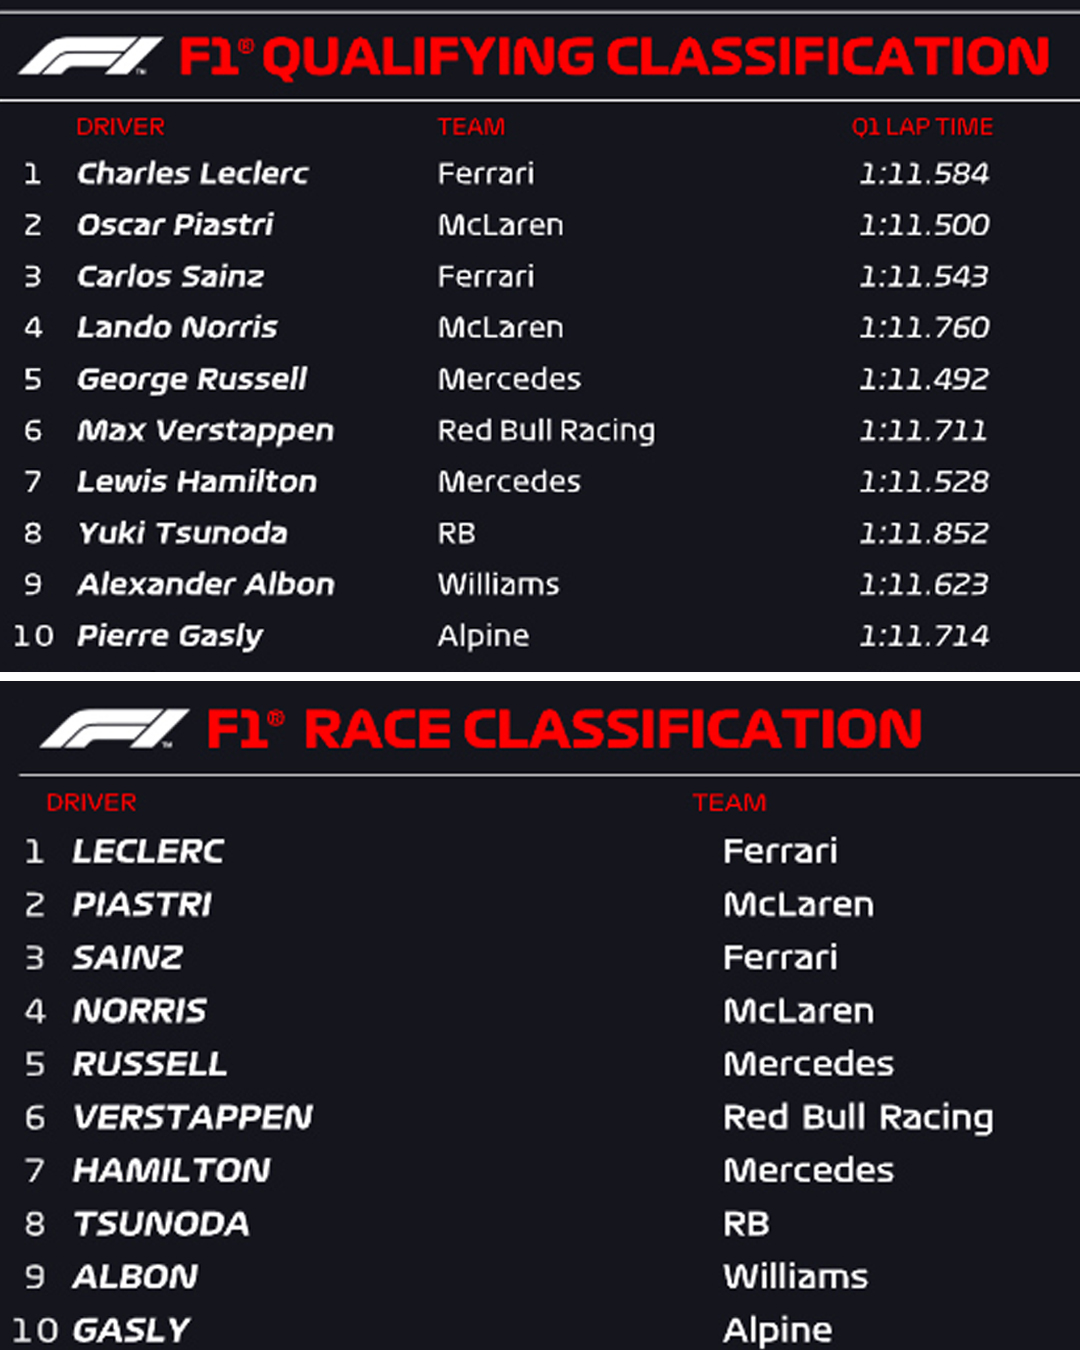 F1® QUALIFYING CLASSIFICATION
DRIVER TEAM Q1 LAP TIME
1 Charles Leclerc Ferrari 1:11.584
2 Oscar Piastri McLaren 1:11.500
3 Carlos Sainz Ferrari 1:11.543
4 Lando Norris McLaren 1:11.760
5 George Russell Mercedes 1:11.492
6 Max Verstappen Red Bull Racing 1:11.711
7 Lewis Hamilton Mercedes 1:11.528
8 Yuki Tsunoda RB 1:11.852
9 Alexander Albon Williams 1:11.623
10 Pierre Gasly Alpine 1:11.714
F1® RACE CLASSIFICATION
DRIVER TEAM
1 LECLERC Ferrari
2 PIASTRI McLaren
3 SAINZ Ferrari
4 NORRIS McLaren
5 RUSSELL Mercedes
6 VERSTAPPEN Red Bull Racing
7 HAMILTON Mercedes
8 TSUNODA RB
9 ALBON Williams
10 GASLY Alpine